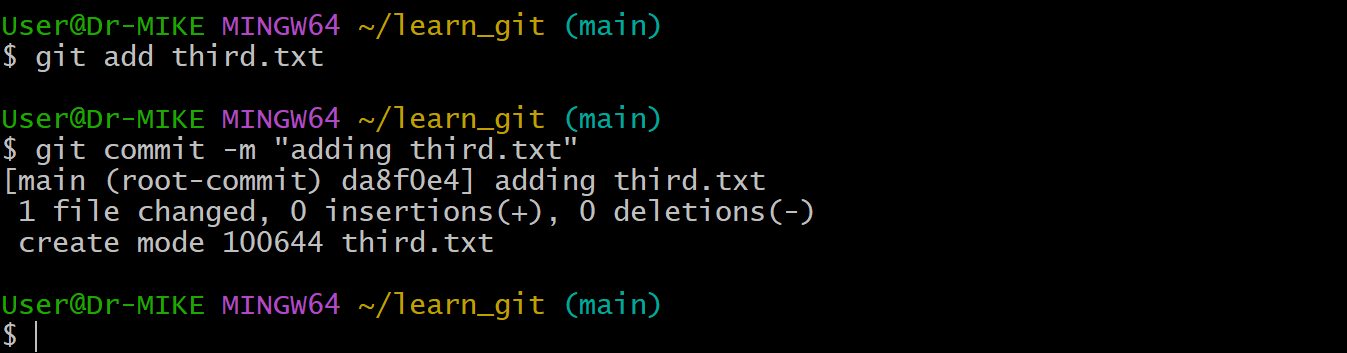 User@Dr-MIKE MINGW64 ~/learn_git (main)
$ git add third.txt
User@Dr-MIKE MINGW64 ~/learn_git (main)
$ git commit -m "adding third.txt"
[main (root-commit) da8f0e4] adding third.txt
 1 file changed, 0 insertions(+), 0 deletions(-)
 create mode 100644 third.txt
User@Dr-MIKE MINGW64 ~/learn_git (main)
$